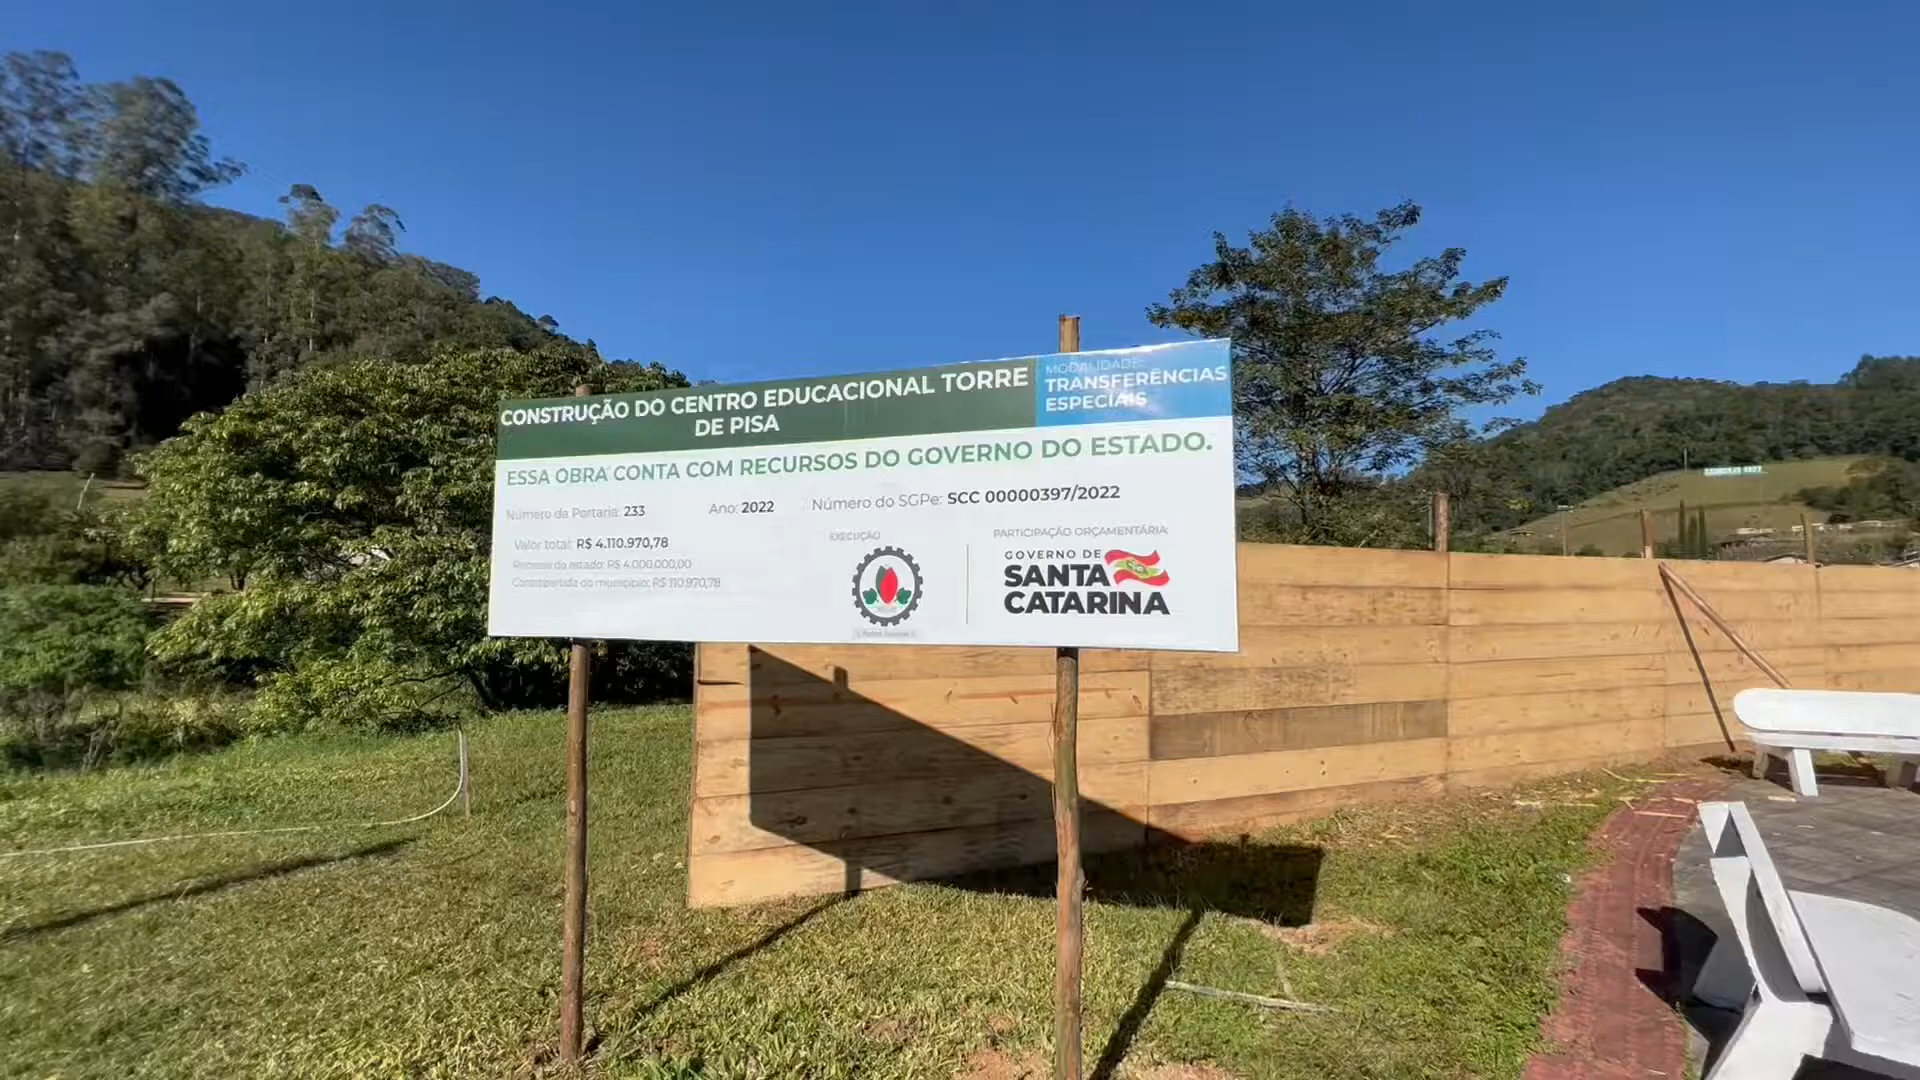 CONSTRUÇÃO DO CENTRO EDUCACIONAL TORRE
DE PISA
MODALIDADE:
TRANSFERÊNCIAS
ESPECIAIS
ESSA OBRA CONTA COM RECURSOS DO GOVERNO DO ESTADO.
Número da Portaria: 233 Ano: 2022 Número do SGPe: SCC 00000397/2022
Valor total: R$ 4.110.970,78
Repasse do estado: R$ 4.000.000,00
Contrapartida do município: R$ 110.970,78
EXECUÇÃO
PARTICIPAÇÃO ORÇAMENTÁRIA:
GOVERNO DE
SANTA
CATARINA